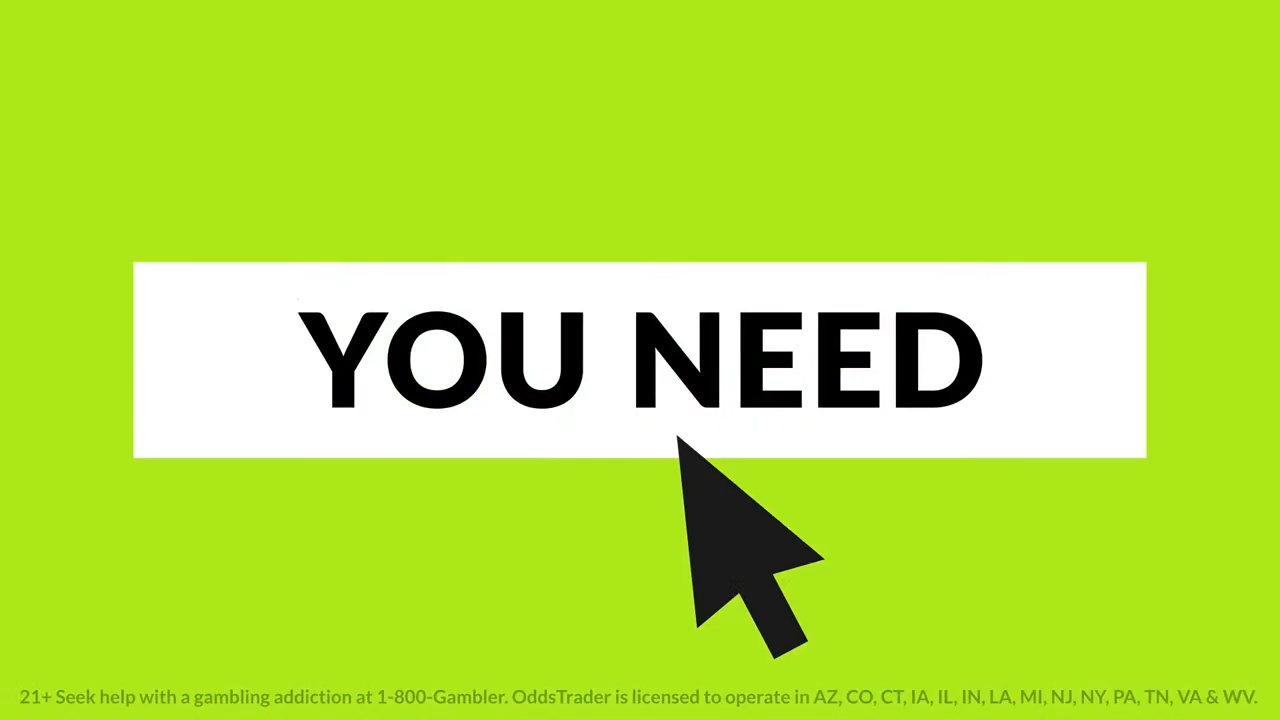 YOU NEED
21+ Seek help with a gambling addiction at 1-800-Gambler. OddsTrader is licensed to operate in AZ, CO, CT, IA, IL, IN, LA, MI, NJ, NY, PA, TN, VA & WV.